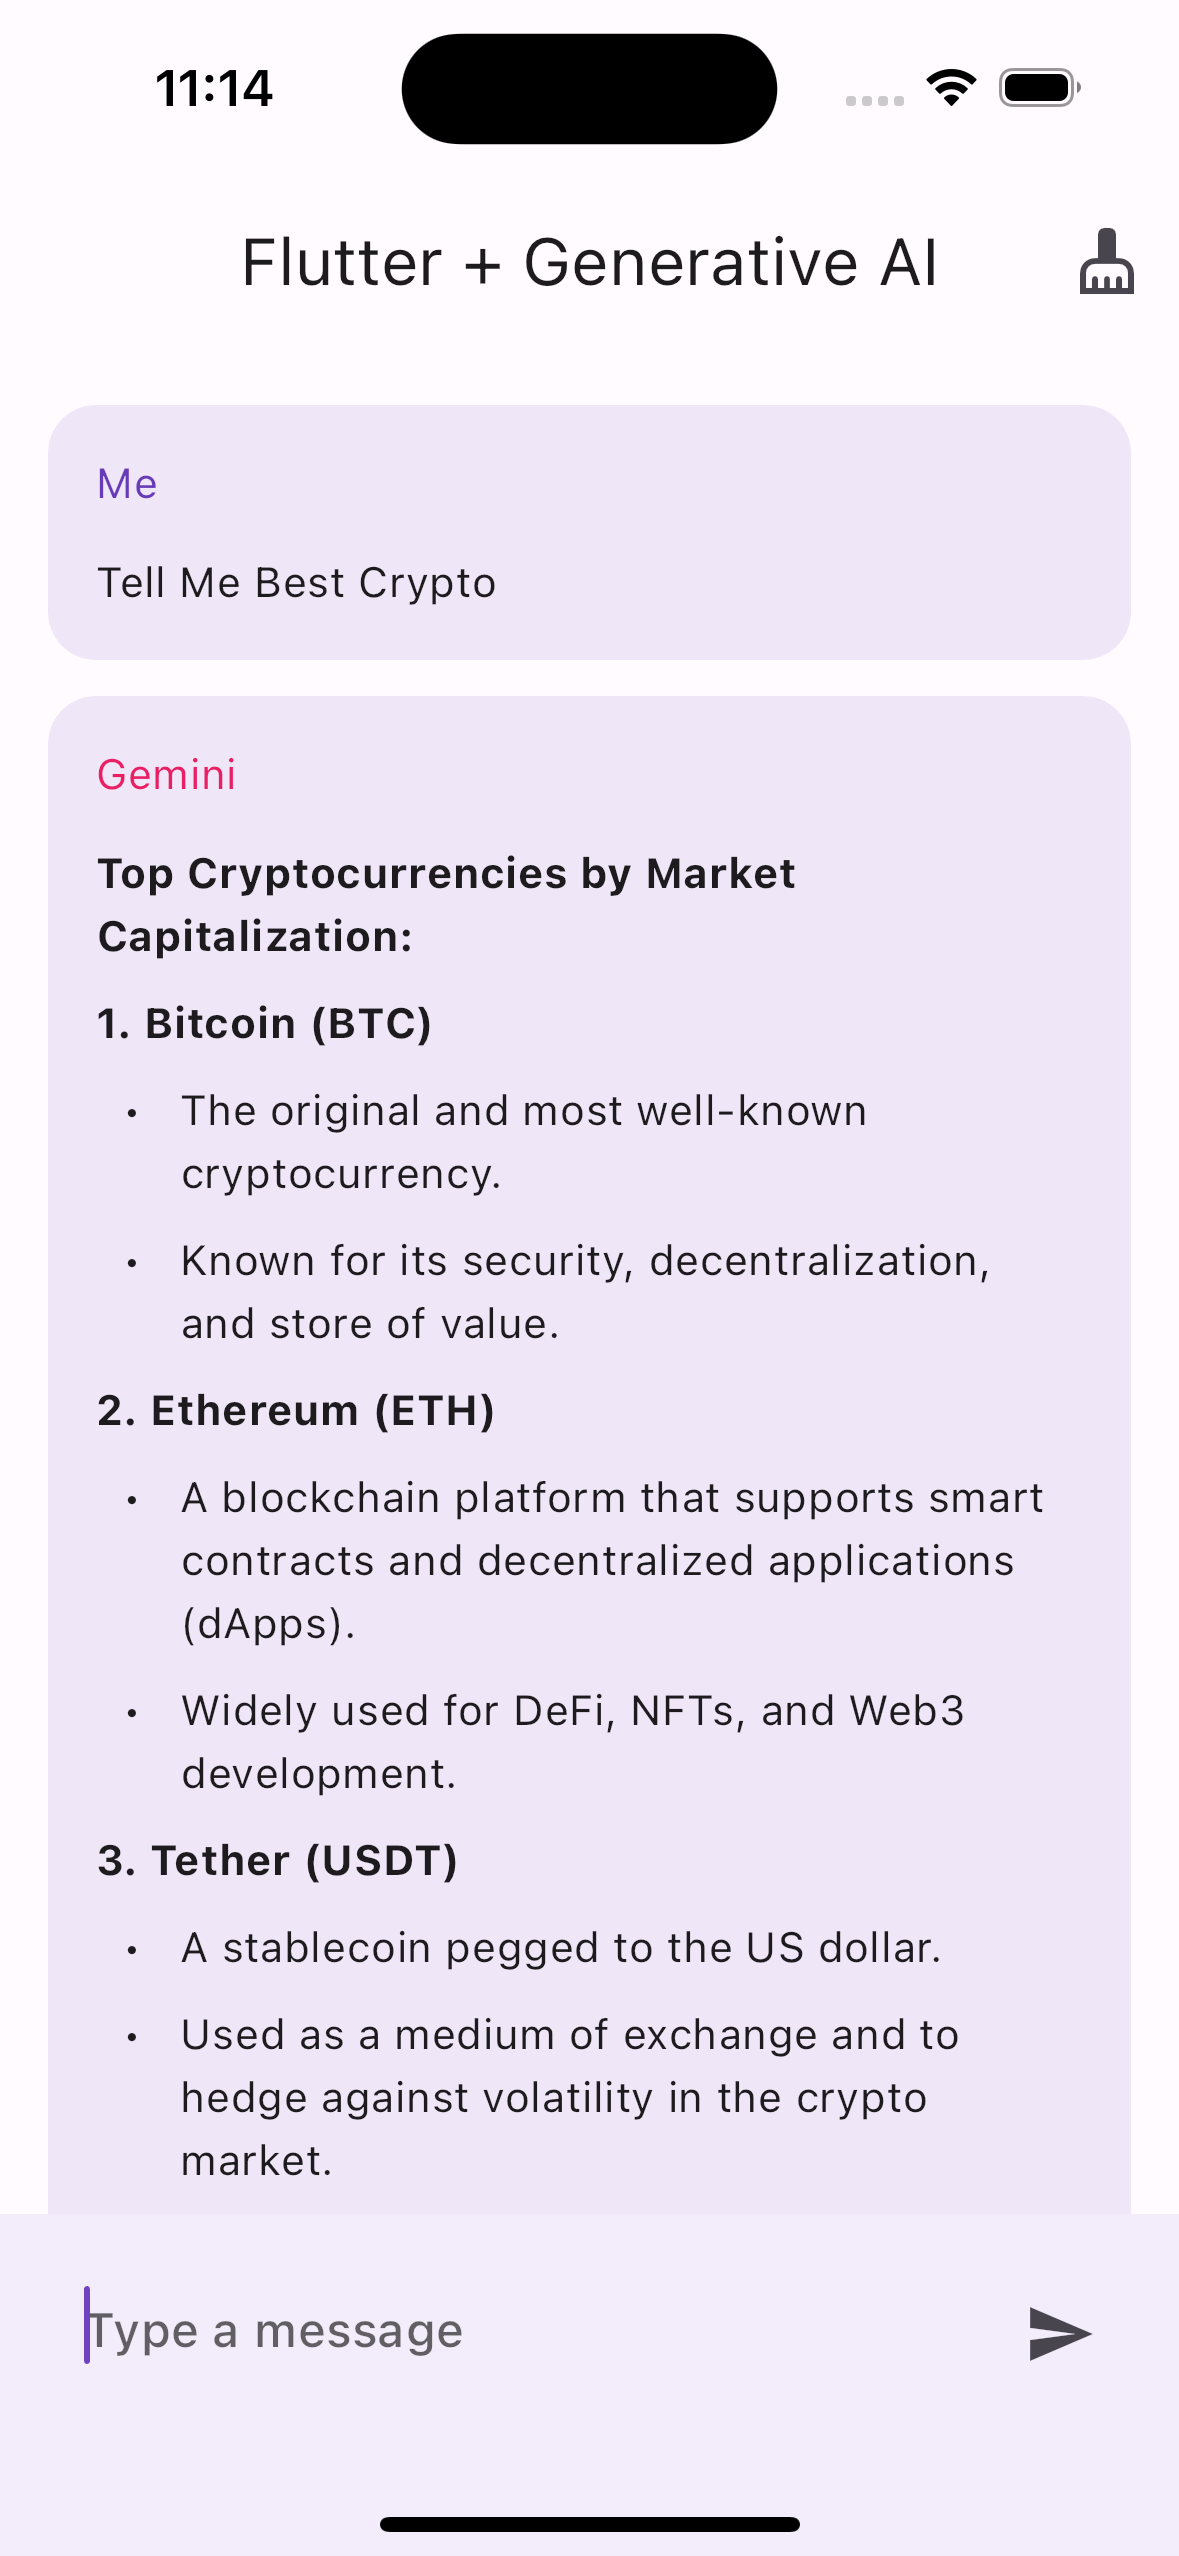 11:14
Flutter + Generative AI
Me
Tell Me Best Crypto
Gemini
Top Cryptocurrencies by Market
Capitalization:
1. Bitcoin (BTC)
• The original and most well-known
cryptocurrency.
• Known for its security, decentralization,
and store of value.
2. Ethereum (ETH)
• A blockchain platform that supports smart
contracts and decentralized applications
(dApps).
• Widely used for DeFi, NFTs, and Web3
development.
3. Tether (USDT)
• A stablecoin pegged to the US dollar.
• Used as a medium of exchange and to
hedge against volatility in the crypto
market.
Type a message